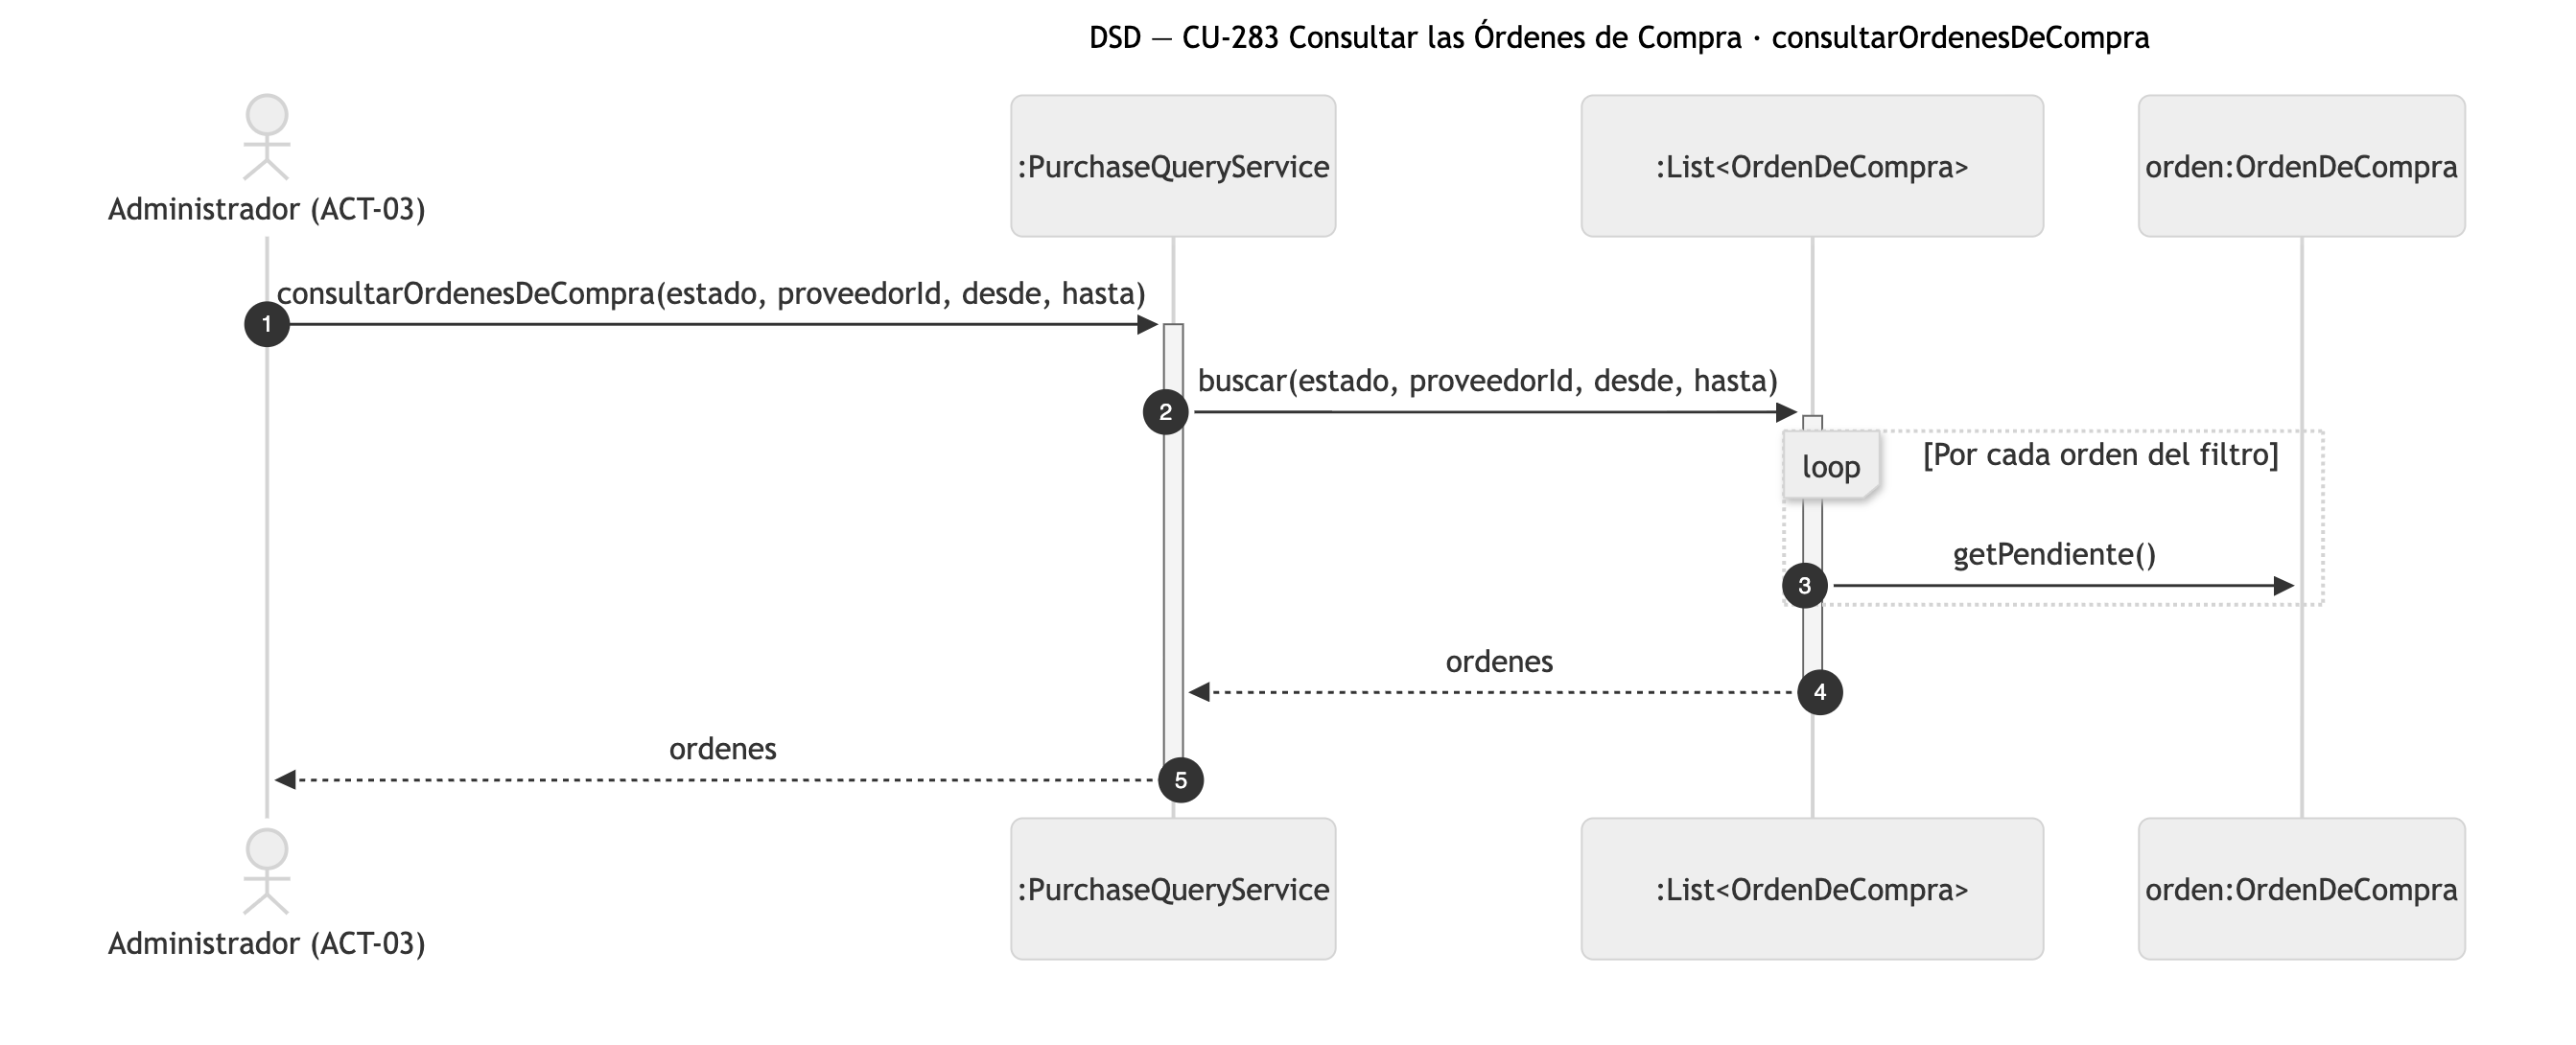 DSD — CU-283 Consultar las Órdenes de Compra · consultarOrdenesDeCompra
Administrador (ACT-03)
:PurchaseQueryService
:List<OrdenDeCompra>
orden:OrdenDeCompra
consultarOrdenesDeCompra(estado, proveedorId, desde, hasta)
1
buscar(estado, proveedorId, desde, hasta)
2
loop
[Por cada orden del filtro]
getPendiente()
3
ordenes
4
ordenes
5
:PurchaseQueryService
:List<OrdenDeCompra>
orden:OrdenDeCompra
Administrador (ACT-03)